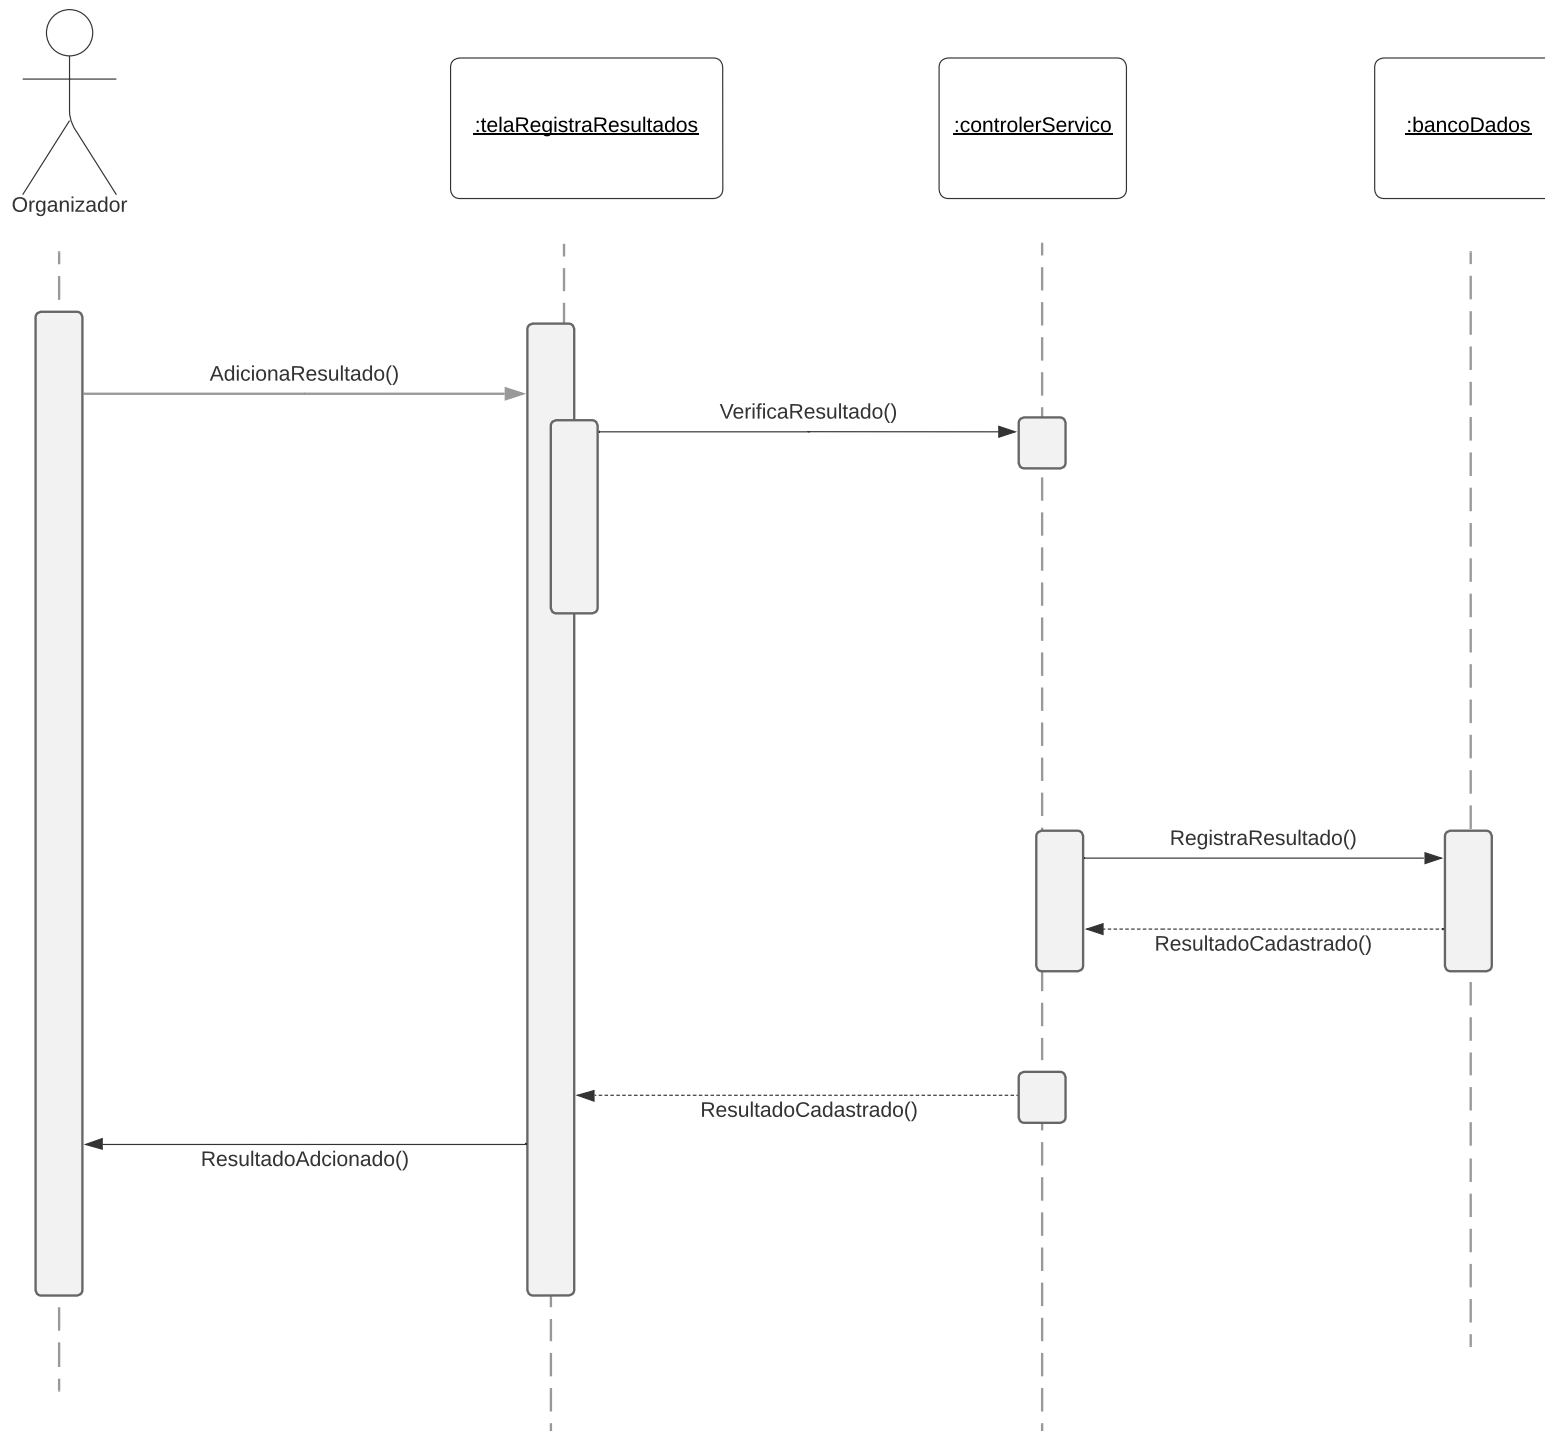 Organizador
:telaRegistraResultados
:controlerServico
:bancoDados
AdicionaResultado()
VerificaResultado()
RegistraResultado()
ResultadoCadastrado()
ResultadoCadastrado()
ResultadoAdcionado()